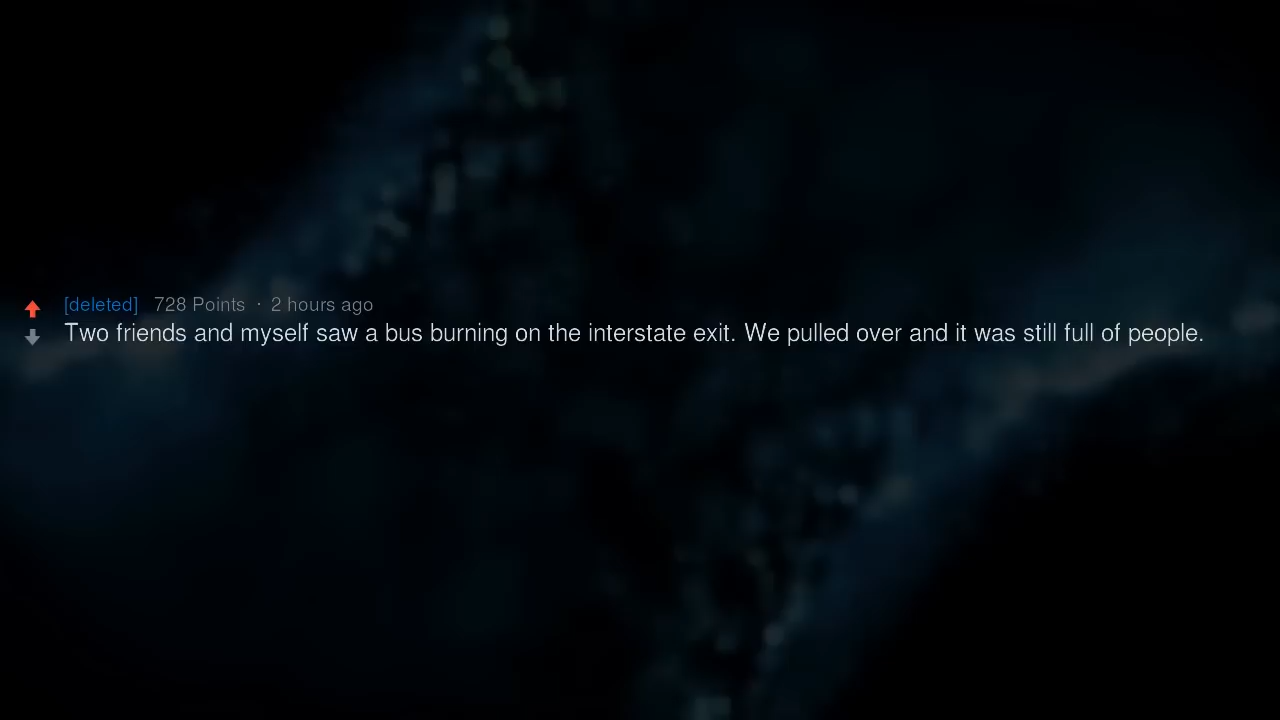 [deleted] 728 Points · 2 hours ago
Two friends and myself saw a bus burning on the interstate exit. We pulled over and it was still full of people.